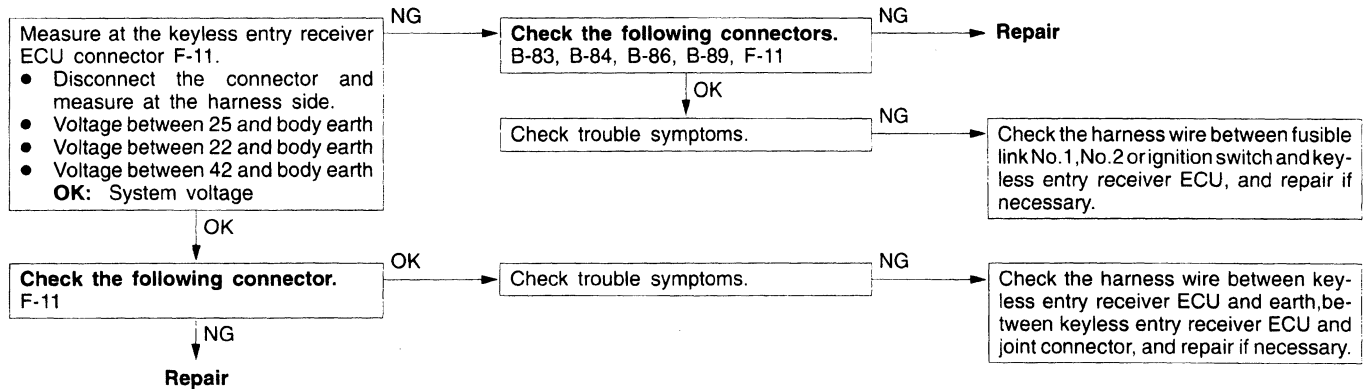 Measure at the keyless entry receiver
ECU connector F-11.
● Disconnect the connector and
measure at the harness side.
● Voltage between 25 and body earth
● Voltage between 22 and body earth
● Voltage between 42 and body earth
OK: System voltage
NG
Check the following connectors.
B-83, B-84, B-86, B-89, F-11
NG
Repair
OK
Check trouble symptoms.
NG
Check the harness wire between fusible
link No.1, No.2 or ignition switch and key-
less entry receiver ECU, and repair if
necessary.
OK
Check the following connector.
F-11
OK
Check trouble symptoms.
NG
Check the harness wire between key-
less entry receiver ECU and earth, be-
tween keyless entry receiver ECU and
joint connector, and repair if necessary.
NG
Repair